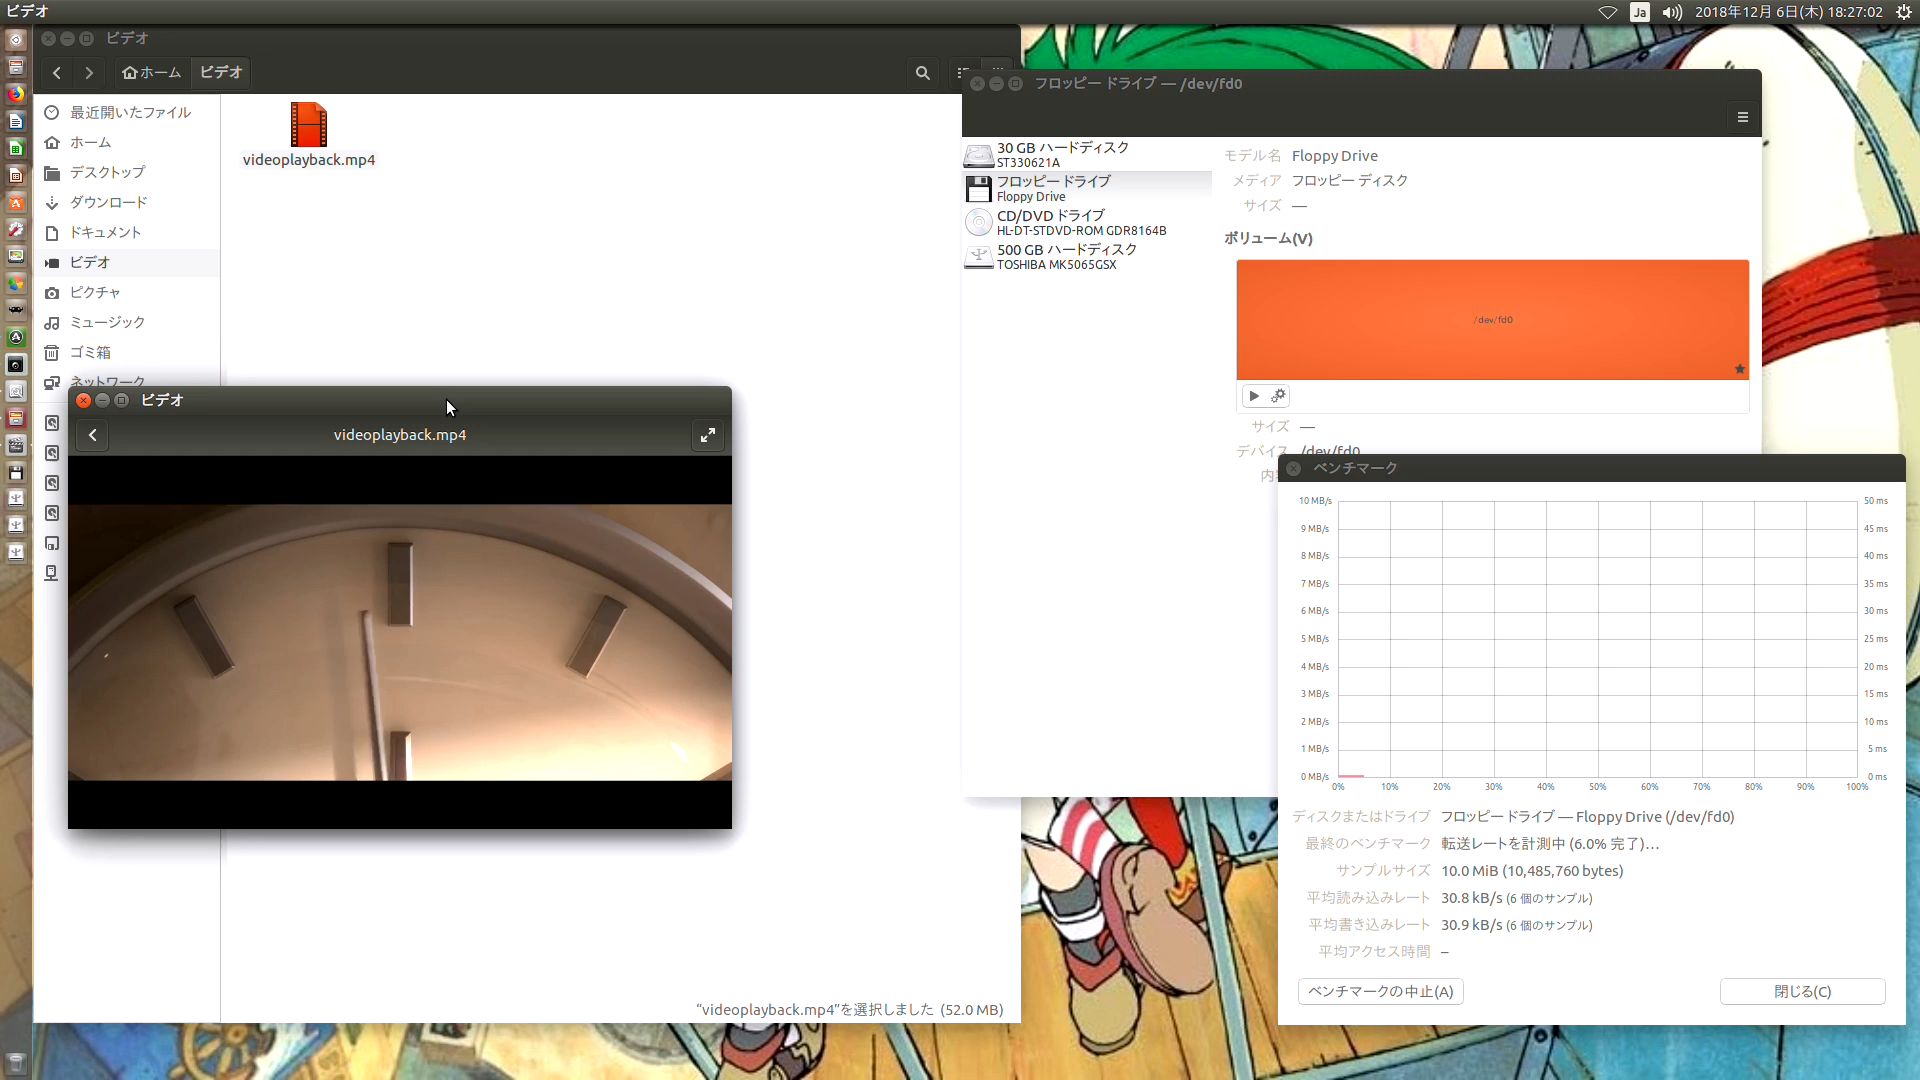 ビデオ
Ja
2018年12月 6日(木) 18:27:02
ビデオ
ホーム
ビデオ
最近開いたファイル
ホーム
デスクトップ
ダウンロード
ドキュメント
ビデオ
ピクチャ
ミュージック
ゴミ箱
ネットワーク
videoplayback.mp4
“videoplayback.mp4”を選択しました (52.0 MB)
ビデオ
videoplayback.mp4
フロッピー ドライブ — /dev/fd0
30 GB ハードディスク
ST330621A
フロッピー ドライブ
Floppy Drive
CD/DVD ドライブ
HL-DT-STDVD-ROM GDR8164B
500 GB ハードディスク
TOSHIBA MK5065GSX
モデル名 Floppy Drive
メディア フロッピー ディスク
サイズ —
ボリューム(V)
/dev/fd0
サイズ —
デバイス /dev/fd0
内
ベンチマーク
10 MB/s
9 MB/s
8 MB/s
7 MB/s
6 MB/s
5 MB/s
4 MB/s
3 MB/s
2 MB/s
1 MB/s
0 MB/s
50 ms
45 ms
40 ms
35 ms
30 ms
25 ms
20 ms
15 ms
10 ms
5 ms
0 ms
0% 10% 20% 30% 40% 50% 60% 70% 80% 90% 100%
ディスクまたはドライブ フロッピー ドライブ — Floppy Drive (/dev/fd0)
最終のベンチマーク 転送レートを計測中 (6.0% 完了)...
サンプルサイズ 10.0 MiB (10,485,760 bytes)
平均読み込みレート 30.8 kB/s (6 個のサンプル)
平均書き込みレート 30.9 kB/s (6 個のサンプル)
平均アクセス時間 –
ベンチマークの中止(A)
閉じる(C)